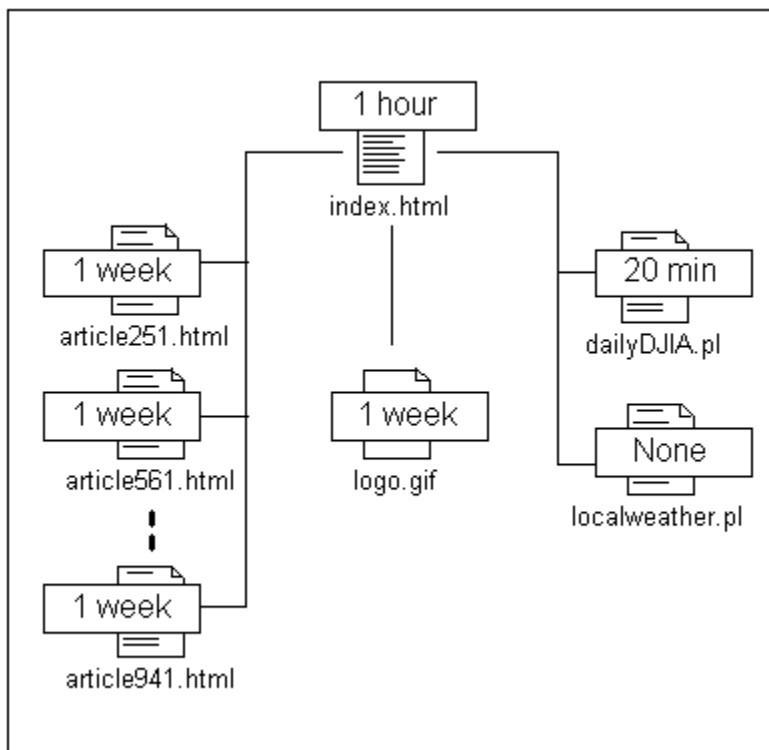 1 hour
index.html
1 week
article251.html
1 week
article561.html
1 week
article941.html
1 week
logo.gif
20 min
dailyDJIA.pl
None
localweather.pl